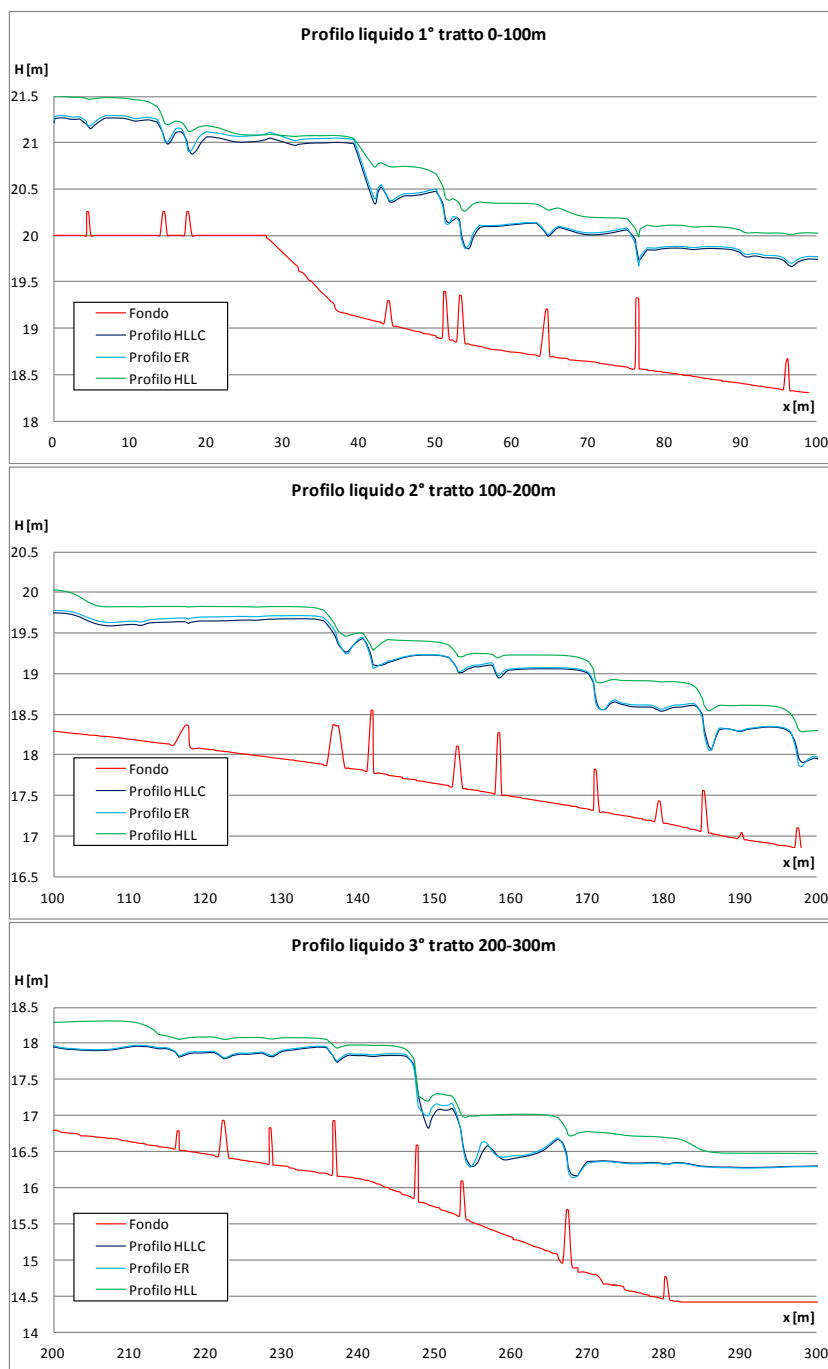 Profilo liquido 1° tratto 0-100m
H [m]
21.5
21
20.5
20
19.5
19
18.5
18
Fondo
Profilo HLLC
Profilo ER
Profilo HLL
x [m]
0 10 20 30 40 50 60 70 80 90 100
Profilo liquido 2° tratto 100-200m
H [m]
20.5
20
19.5
19
18.5
18
17.5
17
16.5
Fondo
Profilo HLLC
Profilo ER
Profilo HLL
x [m]
100 110 120 130 140 150 160 170 180 190 200
Profilo liquido 3° tratto 200-300m
H [m]
18.5
18
17.5
17
16.5
16
15.5
15
14.5
14
Fondo
Profilo HLLC
Profilo ER
Profilo HLL
x [m]
200 210 220 230 240 250 260 270 280 290 300